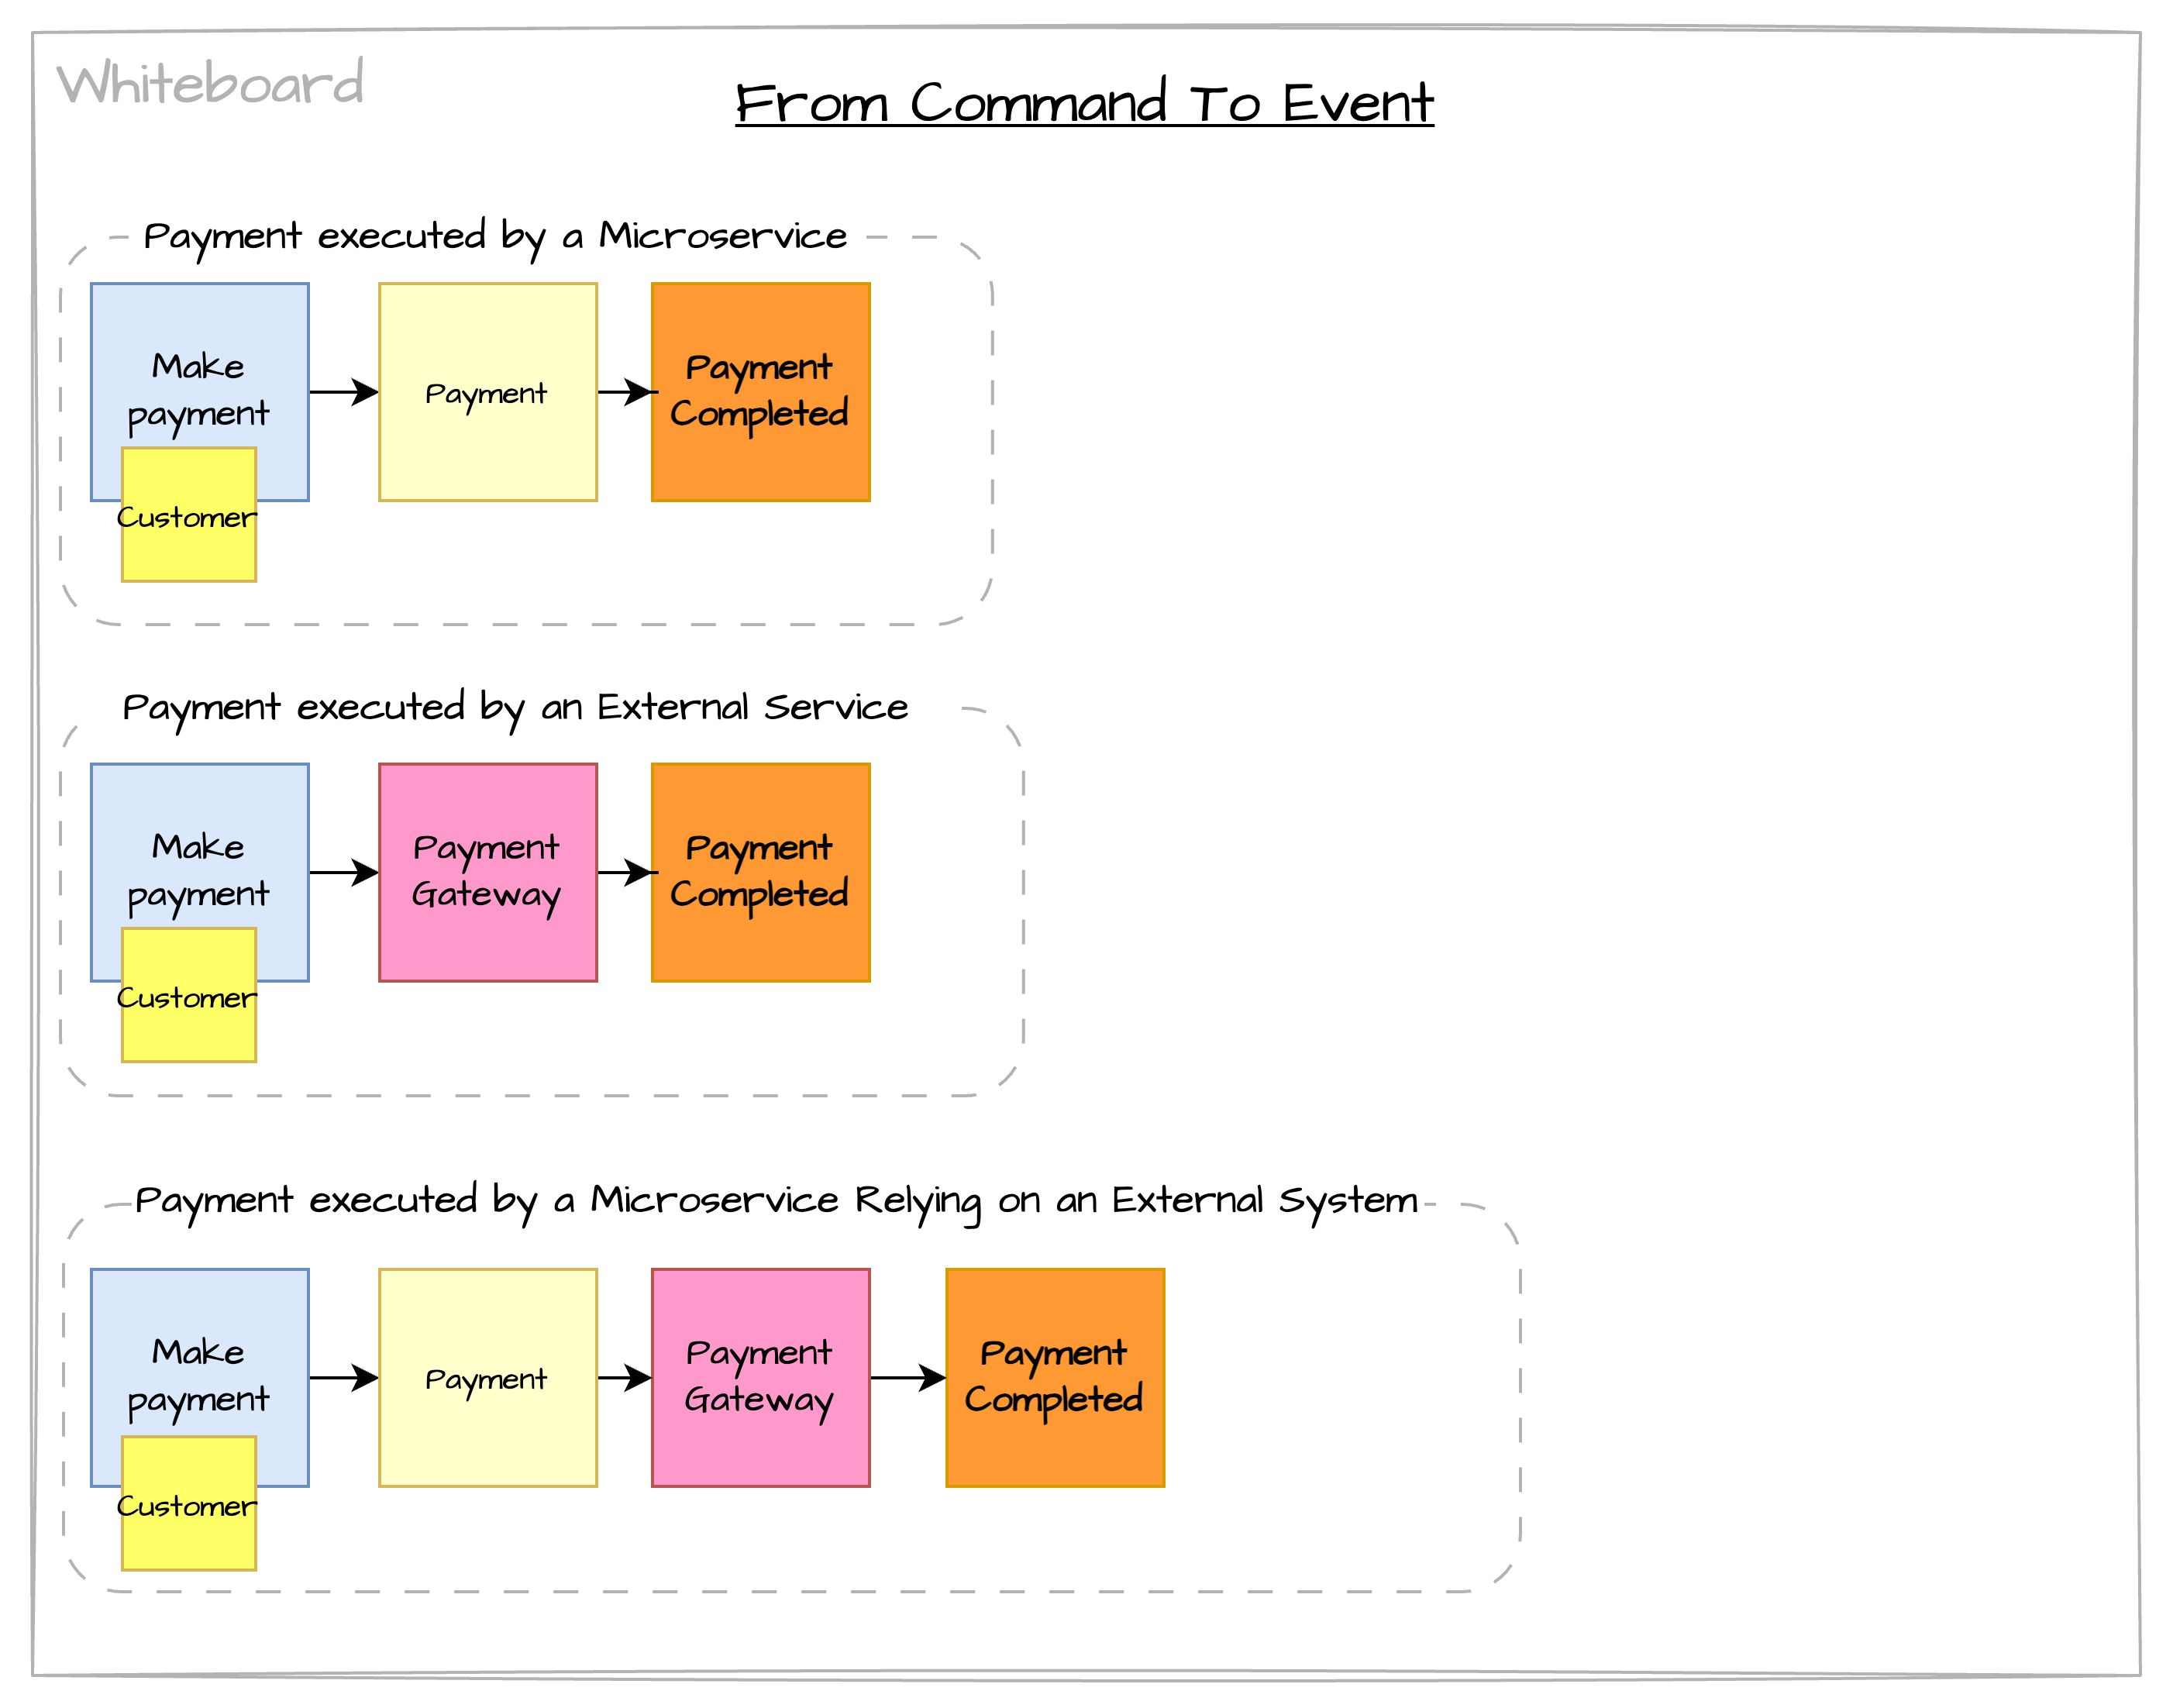 Whiteboard
From Command To Event
Payment executed by a Microservice
Make
payment
Customer
Payment
Payment
Completed
Payment executed by an External Service
Make
payment
Customer
Payment
Gateway
Payment
Completed
Payment executed by a Microservice Relying on an External System
Make
payment
Customer
Payment
Payment
Gateway
Payment
Completed